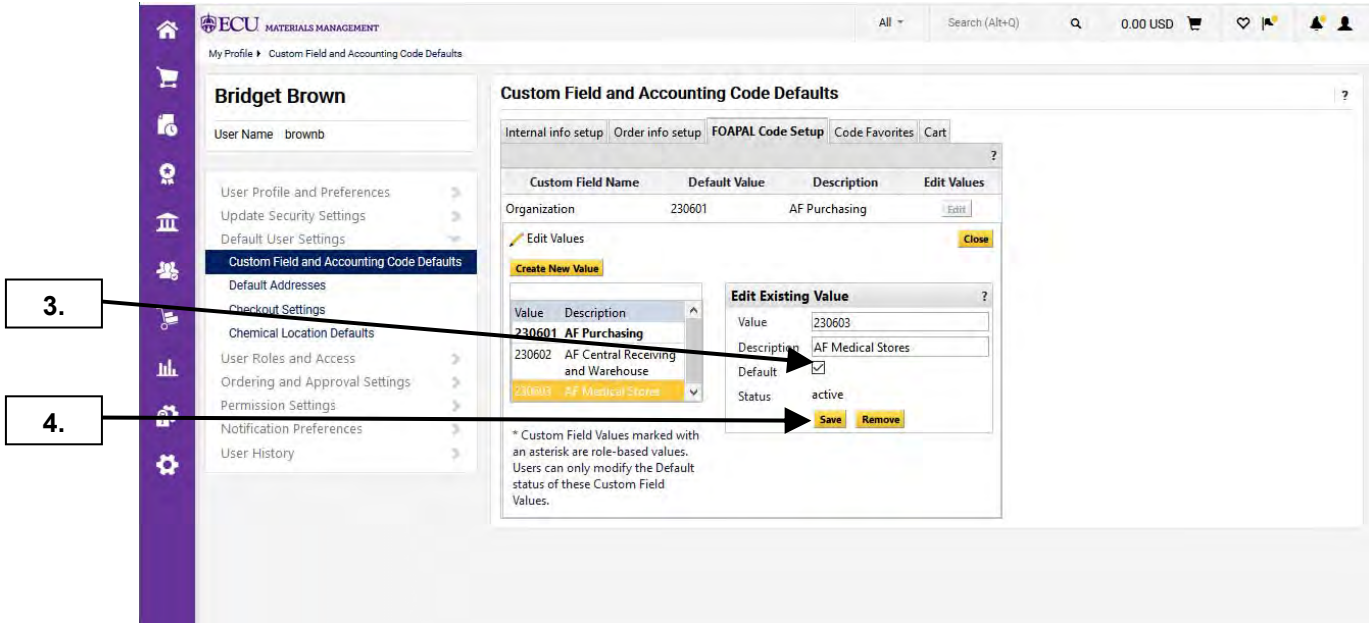 ECU MATERIALS MANAGEMENT
All
Search (Alt+Q)
0.00 USD
My Profile
Custom Field and Accounting Code Defaults
Bridget Brown
User Name brownb
User Profile and Preferences
Update Security Settings
Default User Settings
Custom Field and Accounting Code Defaults
Default Addresses
Checkout Settings
Chemical Location Defaults
User Roles and Access
Ordering and Approval Settings
Permission Settings
Notification Preferences
User History
3.
4.
Custom Field and Accounting Code Defaults
?
Internal info setup Order info setup FOAPAL Code Setup Code Favorites Cart
?
Custom Field Name Default Value Description Edit Values
Organization 230601 AF Purchasing Edit
Edit Values
Close
Create New Value
Value Description
230601 AF Purchasing
230602 AF Central Receiving
and Warehouse
230603 AF Medical Stores
* Custom Field Values marked with
an asterisk are role-based values.
Users can only modify the Default
status of these Custom Field
Values.
Edit Existing Value ?
Value 230603
Description AF Medical Stores
Default
Status active
Save Remove